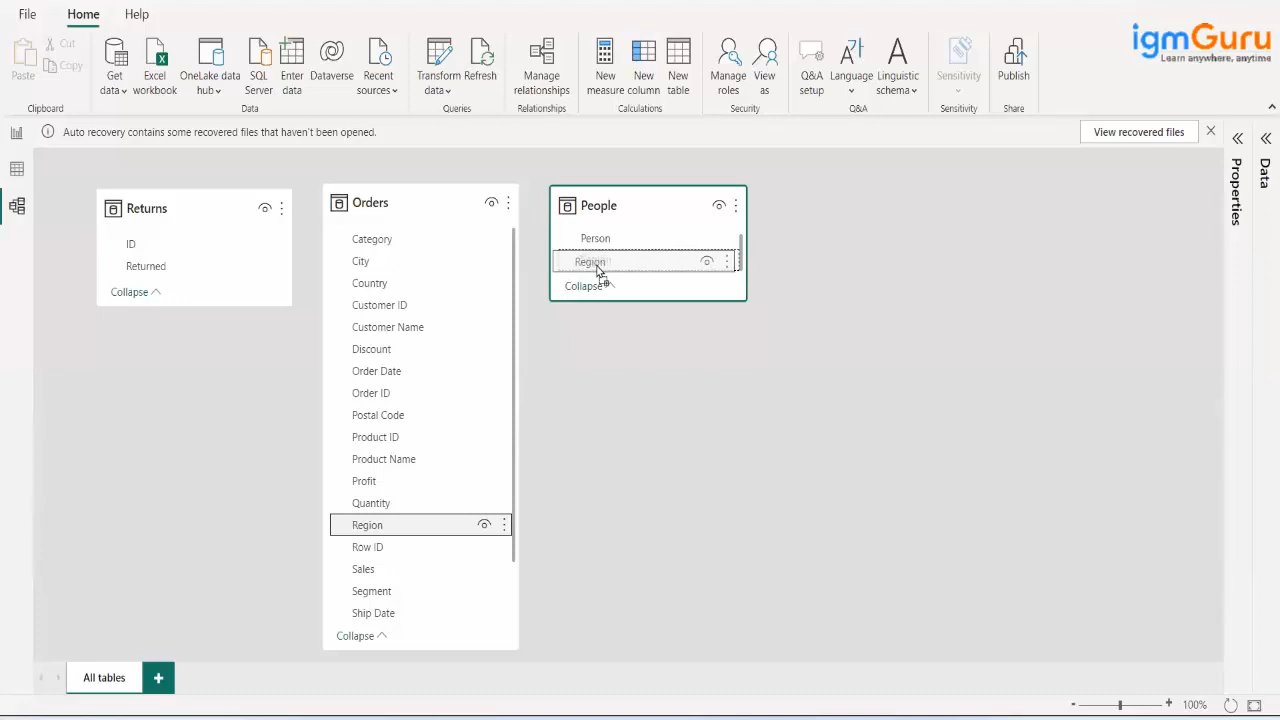 File Home Help
igmGuru
Learn anywhere, anytime
Paste
Cut
Copy
Clipboard
Get data
Excel workbook
OneLake data hub
SQL Server
Enter data
Dataverse
Recent sources
Data
Transform data
Refresh
Queries
Manage relationships
Relationships
New measure
New column
New table
Calculations
Manage roles
View as
Security
Q&A setup
Language
Linguistic schema
Q&A
Sensitivity
Sensitivity
Publish
Share
Auto recovery contains some recovered files that haven't been opened.
View recovered files
Properties
Data
Returns
ID
Returned
Collapse
Orders
Category
City
Country
Customer ID
Customer Name
Discount
Order Date
Order ID
Postal Code
Product ID
Product Name
Profit
Quantity
Region
Row ID
Sales
Segment
Ship Date
Collapse
People
Person
Region
Collapse
All tables
+
- + 100%